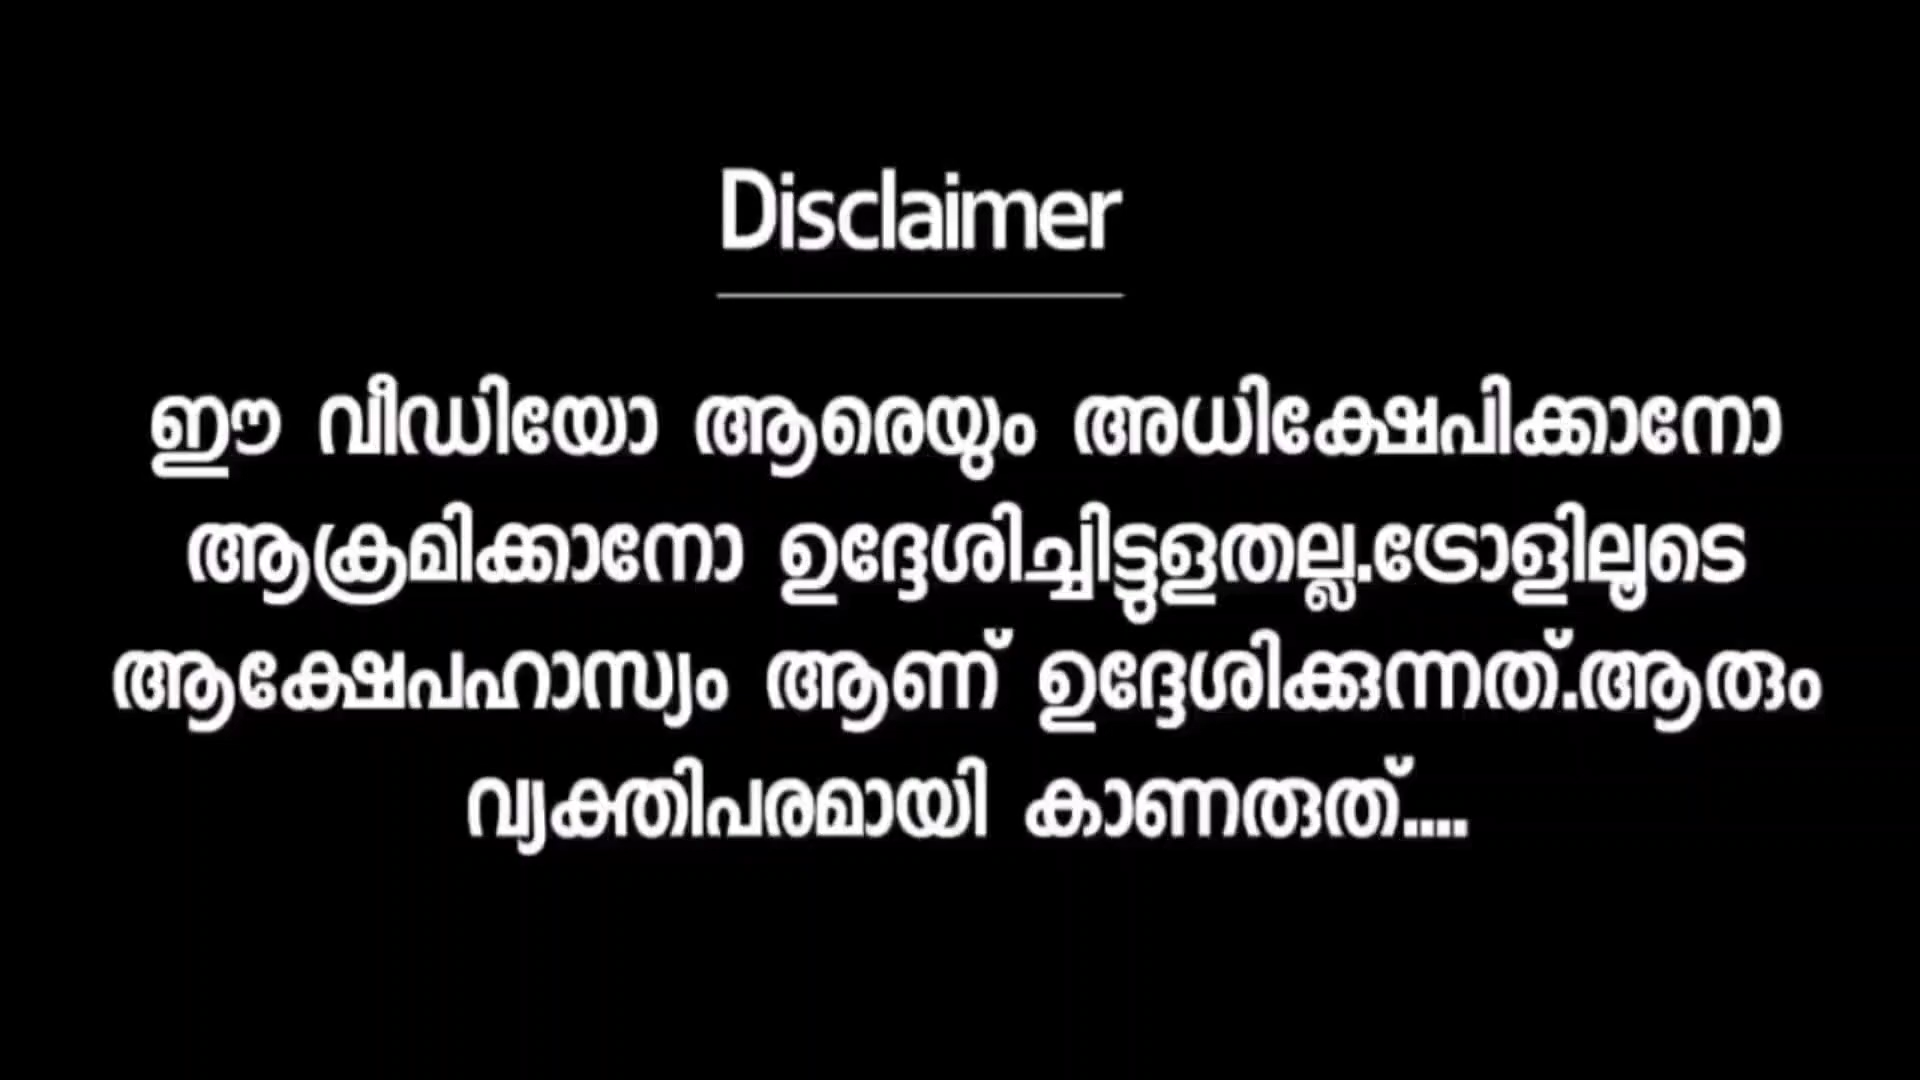 Disclaimer
ഈ വീഡിയോ ആരെയും അധിക്ഷേപിക്കാനോ
ആക്രമിക്കാനോ ഉദ്ദേശിച്ചിട്ടുളതല്ല.ട്രോളിലൂടെ
ആക്ഷേപഹാസ്യം ആണ് ഉദ്ദേശിക്കുന്നത്.ആരും
വ്യക്തിപരമായി കാണരുത്....